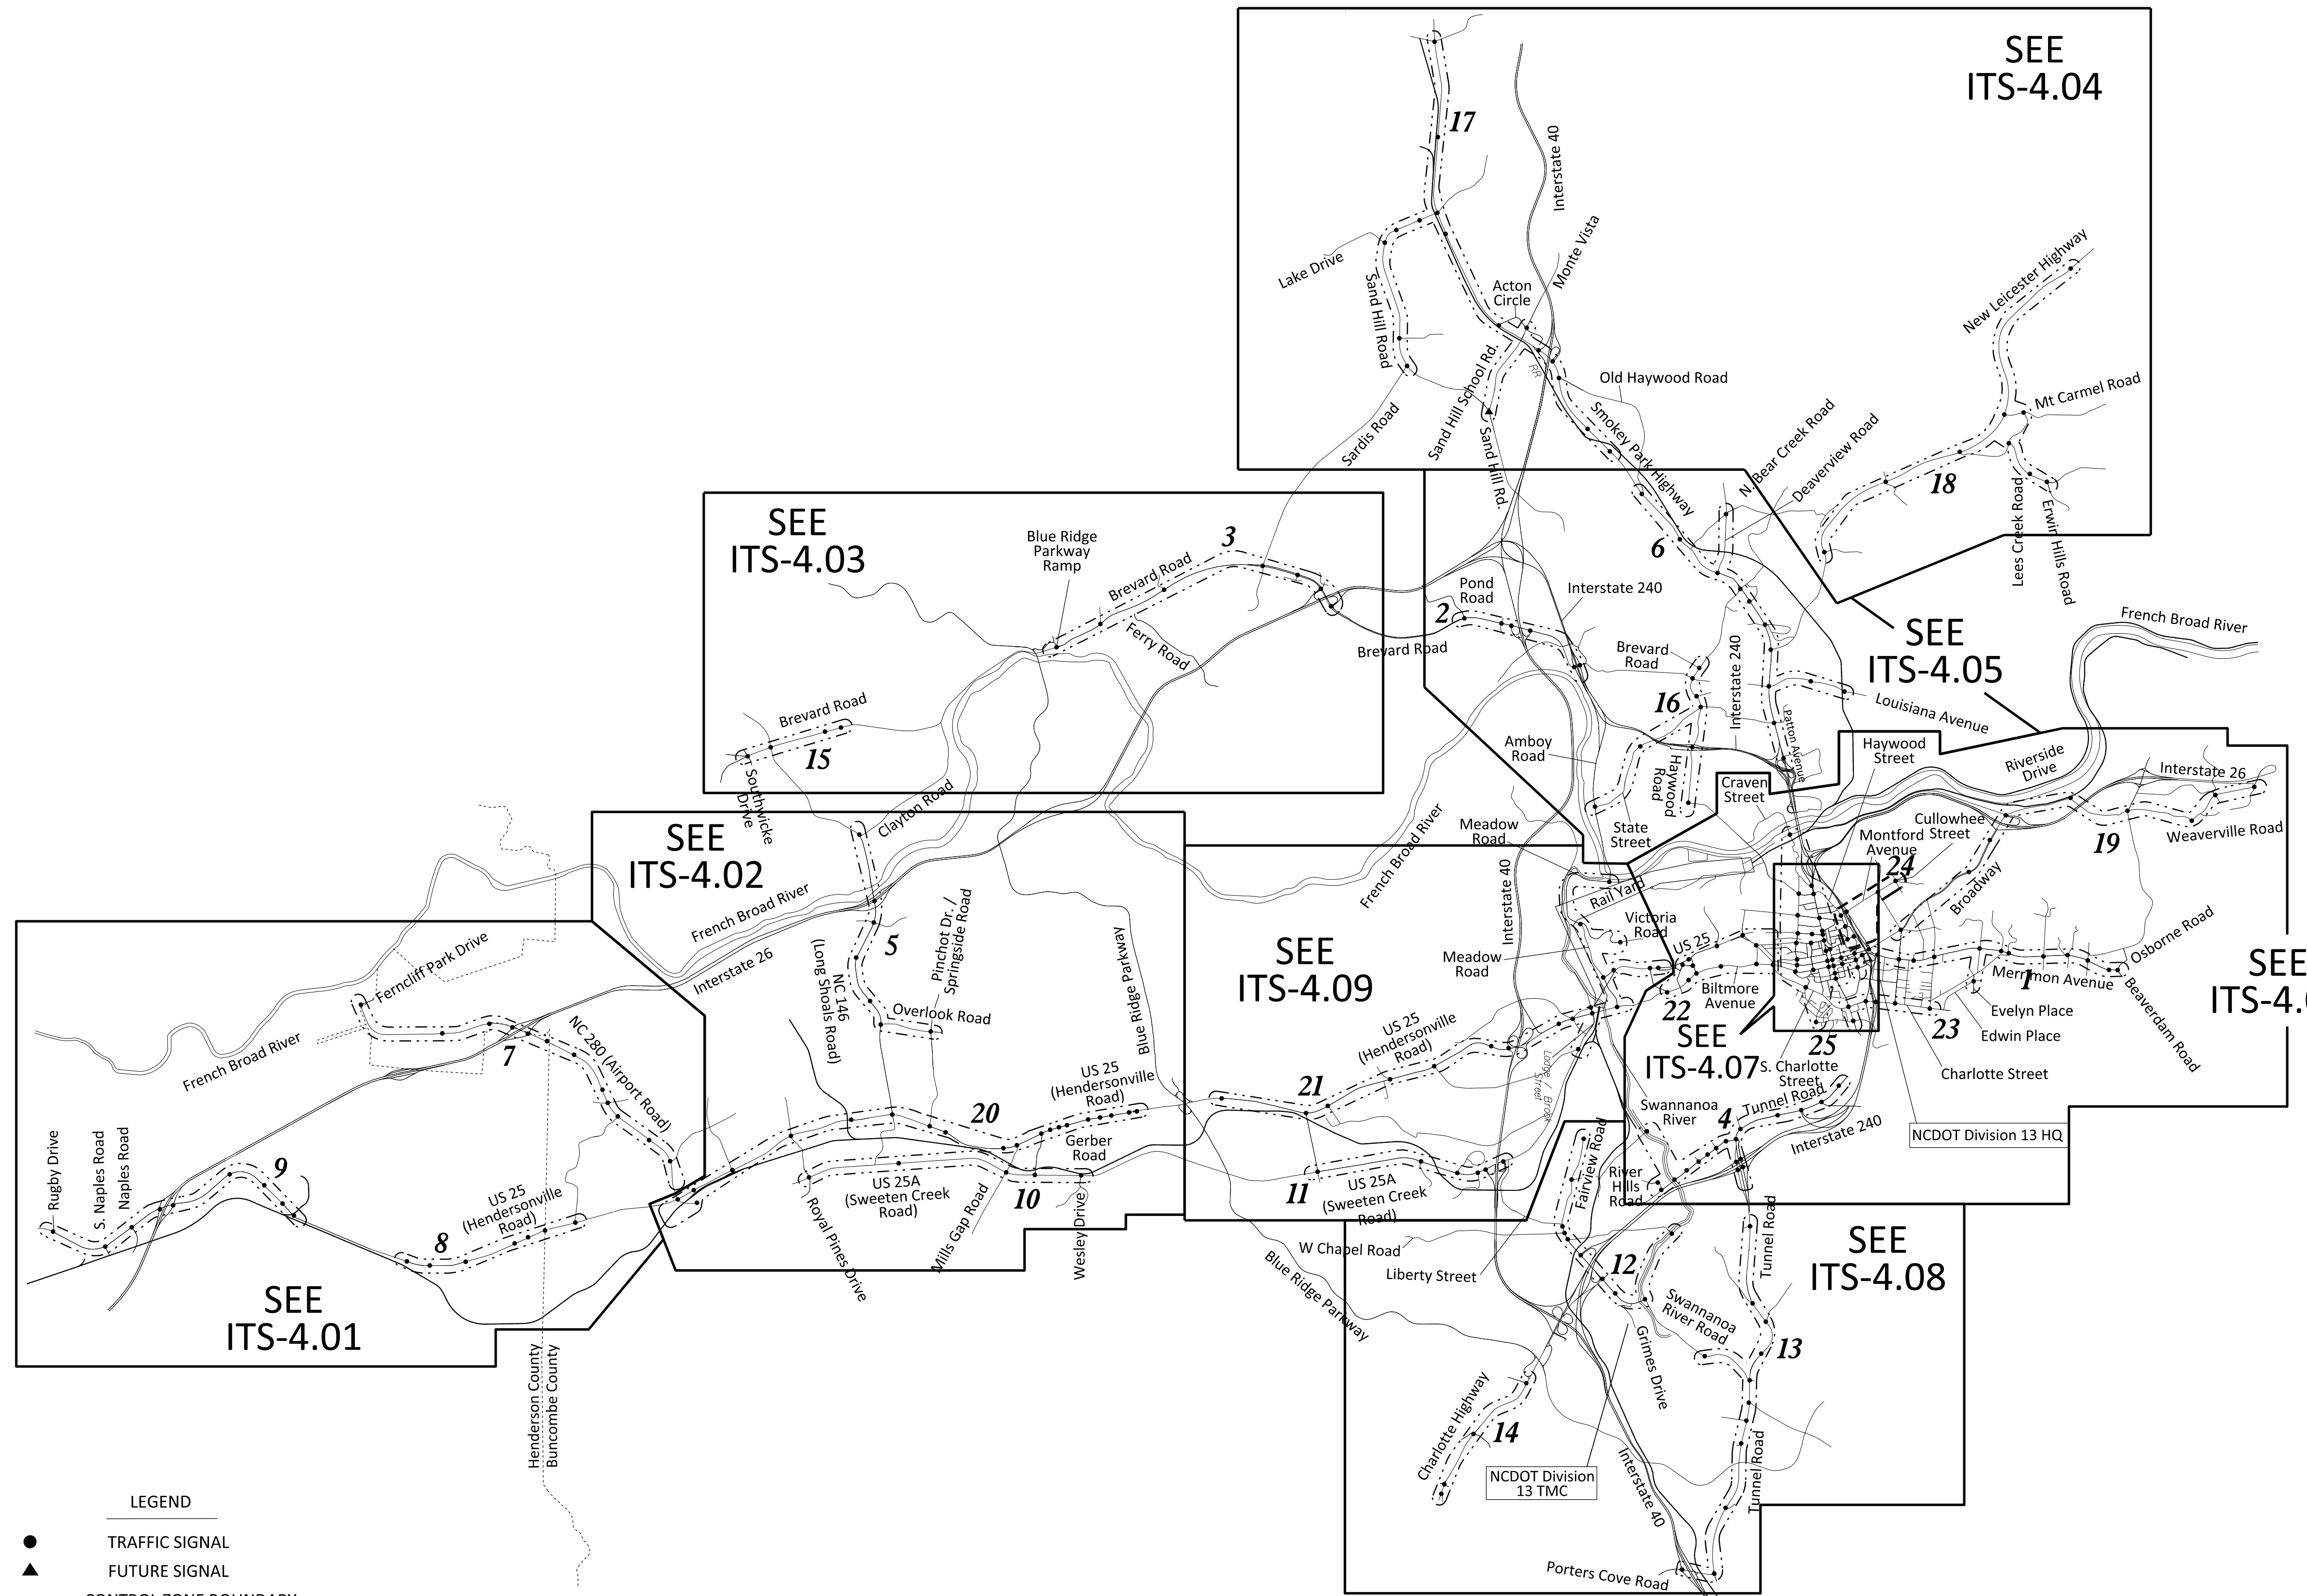 SEE
ITS-4.04
17
Interstate 40
Monte Vista
Lake Drive
Sand Hill Road
Acton
Circle
New Leicester Highway
Sand Hill School Rd.
RR
Old Haywood Road
Mt Carmel Road
Sardis Road
Sand Hill Rd.
Smokey Park Highway
N. Bear Creek Road
Deaverview Road
18
Lees Creek Road
Erwin Hills Road
SEE
ITS-4.03
Blue Ridge
Parkway
Ramp
Brevard Road
3
Ferry Road
Brevard Road
15
Southwicke
Drive
Clayton Road
6
Pond
Road
2
Interstate 240
Brevard Road
Brevard
Road
Interstate 240
16
SEE
ITS-4.05
French Broad River
Louisiana Avenue
Patton Avenue
Amboy
Road
Haywood
Road
State
Street
Craven
Street
Haywood
Street
Riverside
Drive
Interstate 26
Cullowhee
Street
Montford
Avenue
24
19
Weaverville Road
Broadway
Osborne Road
Merrimon Avenue
1
Beaverdam Road
Evelyn Place
Edwin Place
23
Charlotte Street
SEE
ITS-4.02
French Broad River
Interstate 26
5
NC 146
(Long Shoals Road)
Pinchot Dr. /
Springside Road
Overlook Road
Blue Ridge Parkway
US 25
(Hendersonville
Road)
20
Gerber
Road
US 25A
(Sweeten Creek
Road)
10
Royal Pines Drive
Mills Gap Road
Wesley Drive
Ferncliff Park Drive
French Broad River
7
NC 280 (Airport Road)
Rugby Drive
S. Naples Road
Naples Road
9
8
US 25
(Hendersonville
Road)
SEE
ITS-4.01
Henderson County
Buncombe County
SEE
ITS-4.09
French Broad River
Meadow
Road
Interstate 40
Rail Yard
Victoria
Road
Meadow
Road
US 25
Biltmore
Avenue
22
US 25
(Hendersonville
Road)
21
Lodge / Brook
Street
11
US 25A
(Sweeten Creek
Road)
SEE
ITS-4.07
25
S. Charlotte
Street
Tunnel Road
Swannanoa
River
4
Interstate 240
NCDOT Division 13 HQ
SEE
Fairview Road
River
Hills
Road
W Chapel Road
Liberty Street
Blue Ridge Parkway
12
Swannanoa
River Road
Grimes Drive
Tunnel Road
SEE
ITS-4.08
13
Charlotte Highway
14
NCDOT Division
13 TMC
Interstate 40
Tunnel Road
Porters Cove Road
LEGEND
TRAFFIC SIGNAL
FUTURE SIGNAL
CONTROL ZONE BOUNDARY